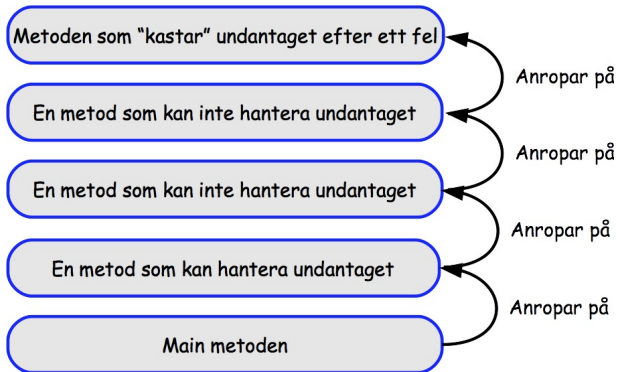 Metoden som “kastar” undantaget efter ett fel
Anropar på
En metod som kan inte hantera undantaget
Anropar på
En metod som kan inte hantera undantaget
Anropar på
En metod som kan hantera undantaget
Anropar på
Main metoden